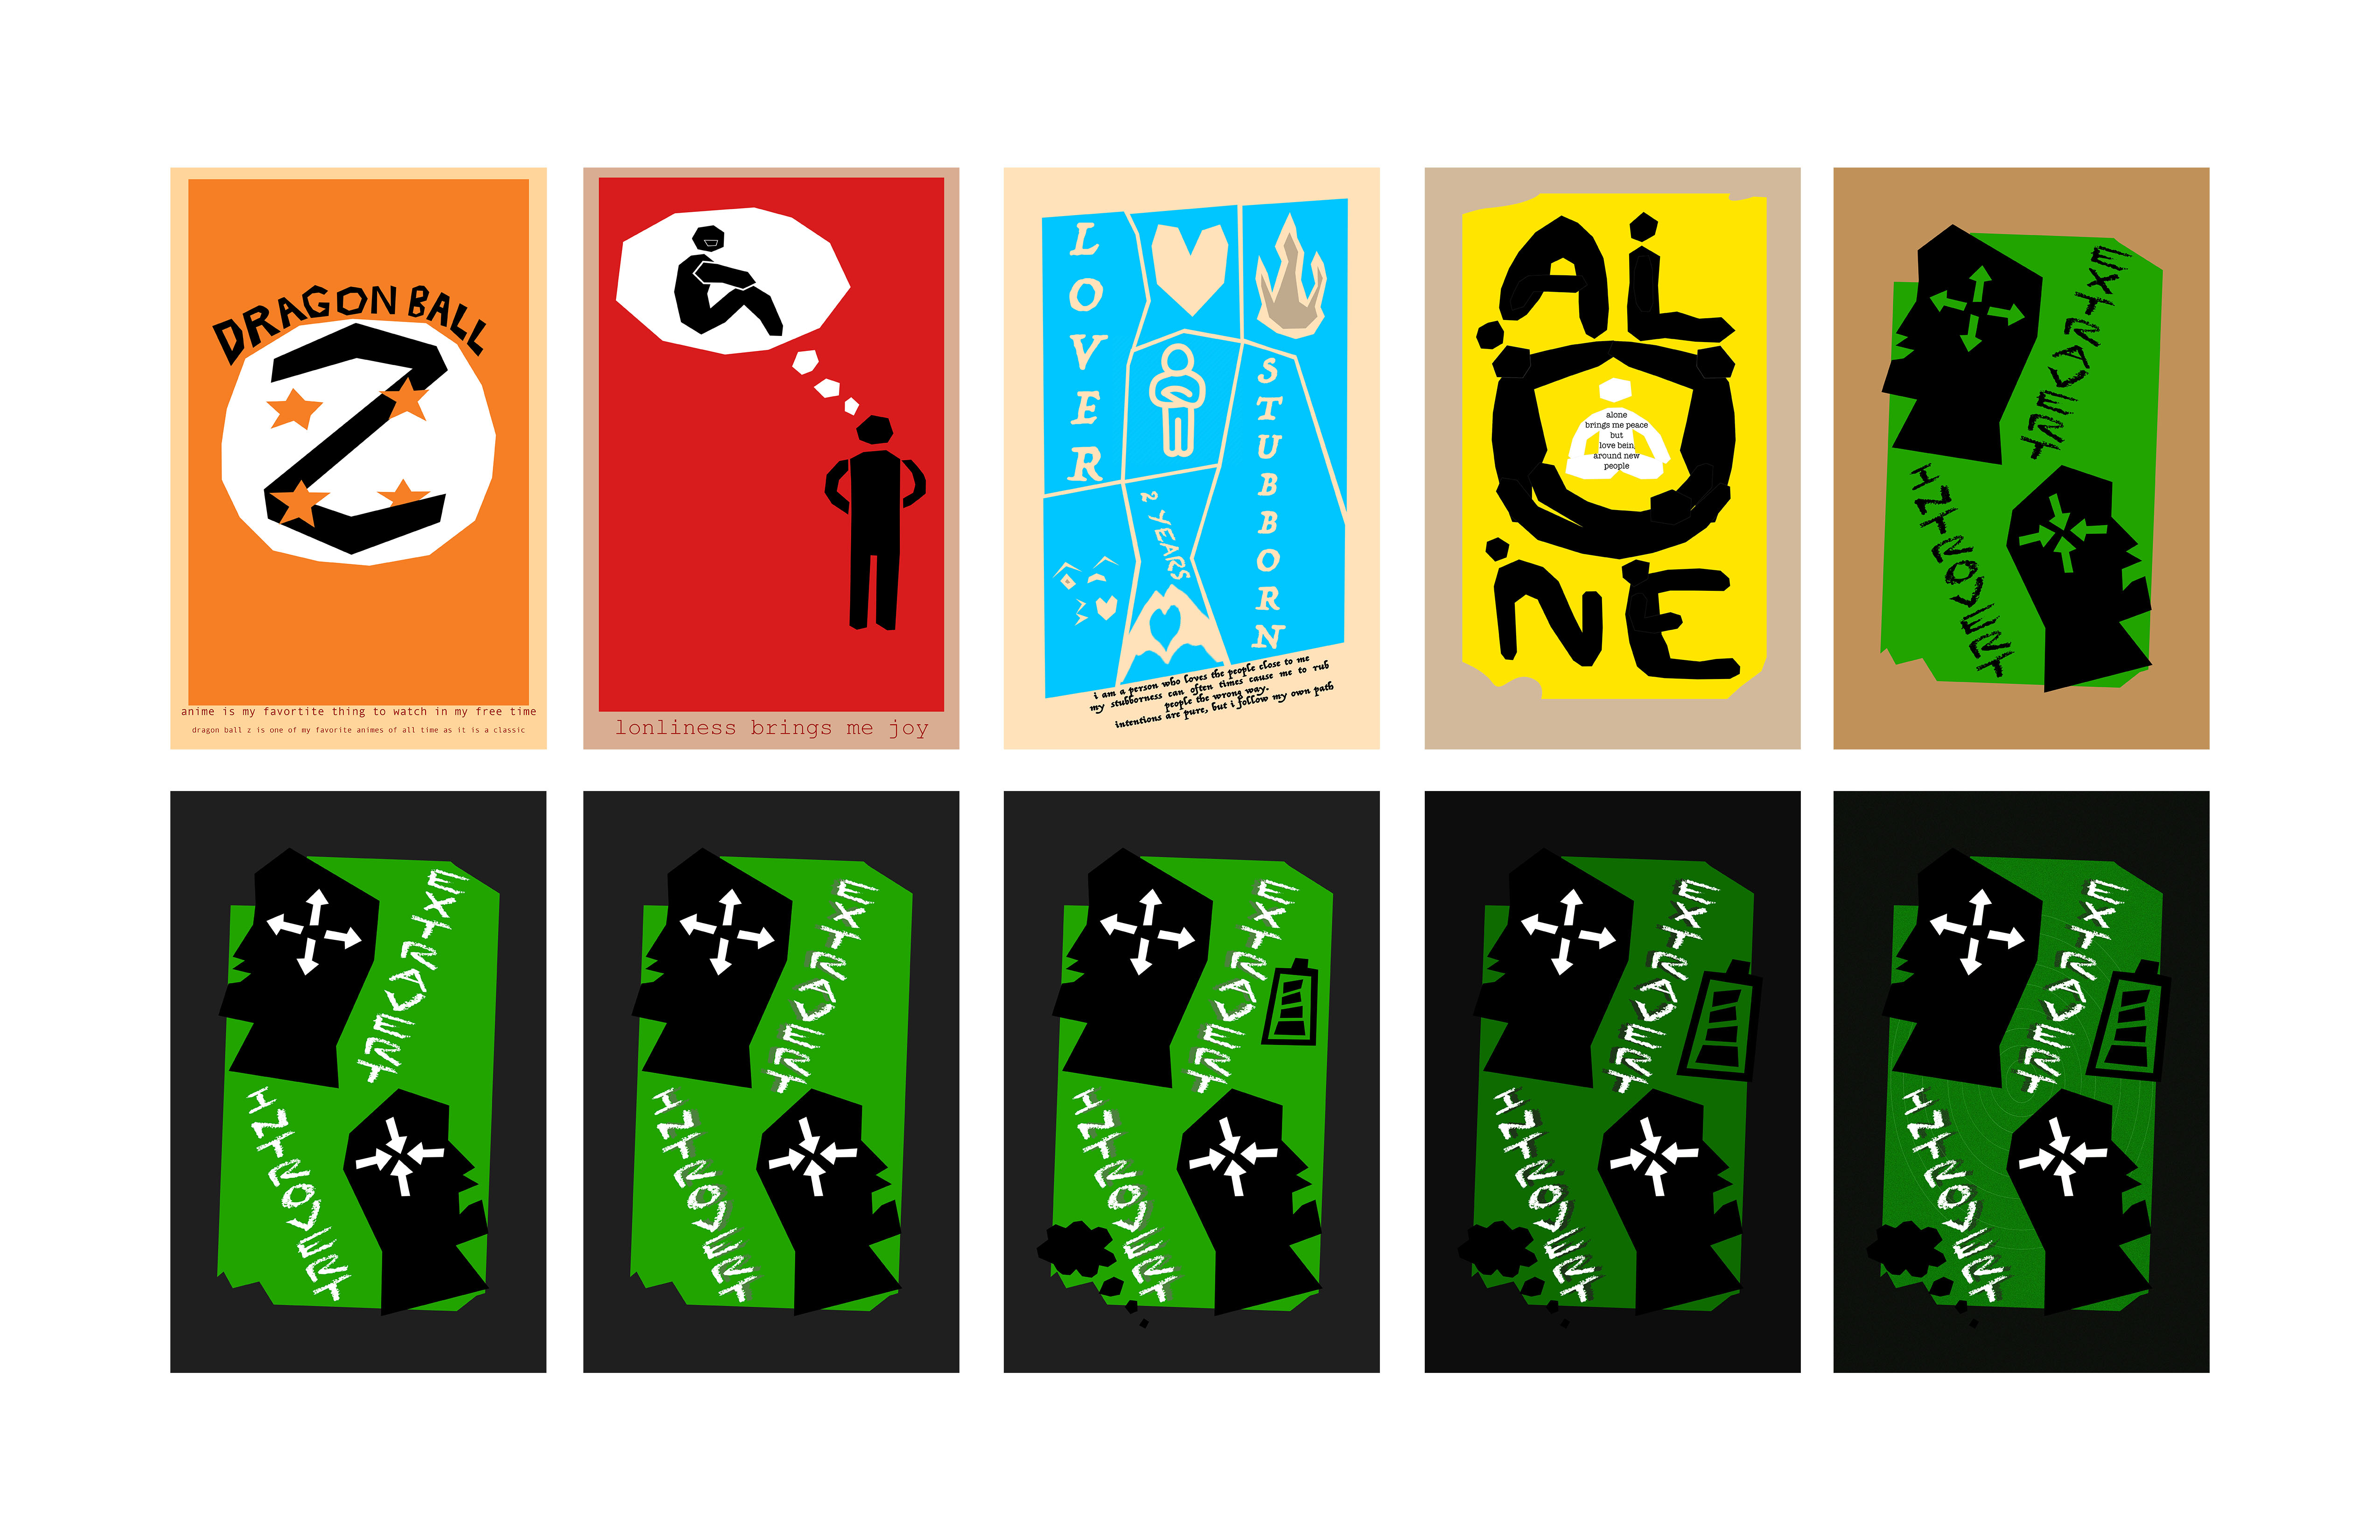 DRAGON BALL
Z
anime is my favortite thing to watch in my free time
dragon ball z is one of my favorite animes of all time as it is a classic
lonliness brings me joy
LOVER
STUBBORN
2 YEARS
i am a person who loves the people close to me
my stubborness can often times cause me to rub
people the wrong way.
intentions are pure, but i follow my own path
AL
O
alone
brings me peace
but
love bein
around new
people
NE
EXTRAVERT
INTROVERT
EXTRAVERT
INTROVERT
EXTRAVERT
INTROVERT
EXTRAVERT
INTROVERT
EXTRAVERT
INTROVERT
EXTRAVERT
INTROVERT